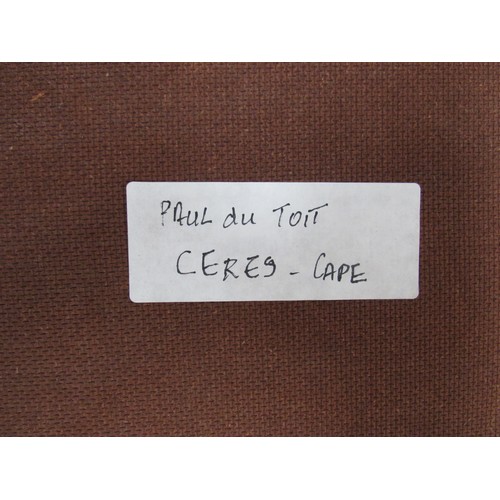 PAUL du TOIT
CERES - CAPE